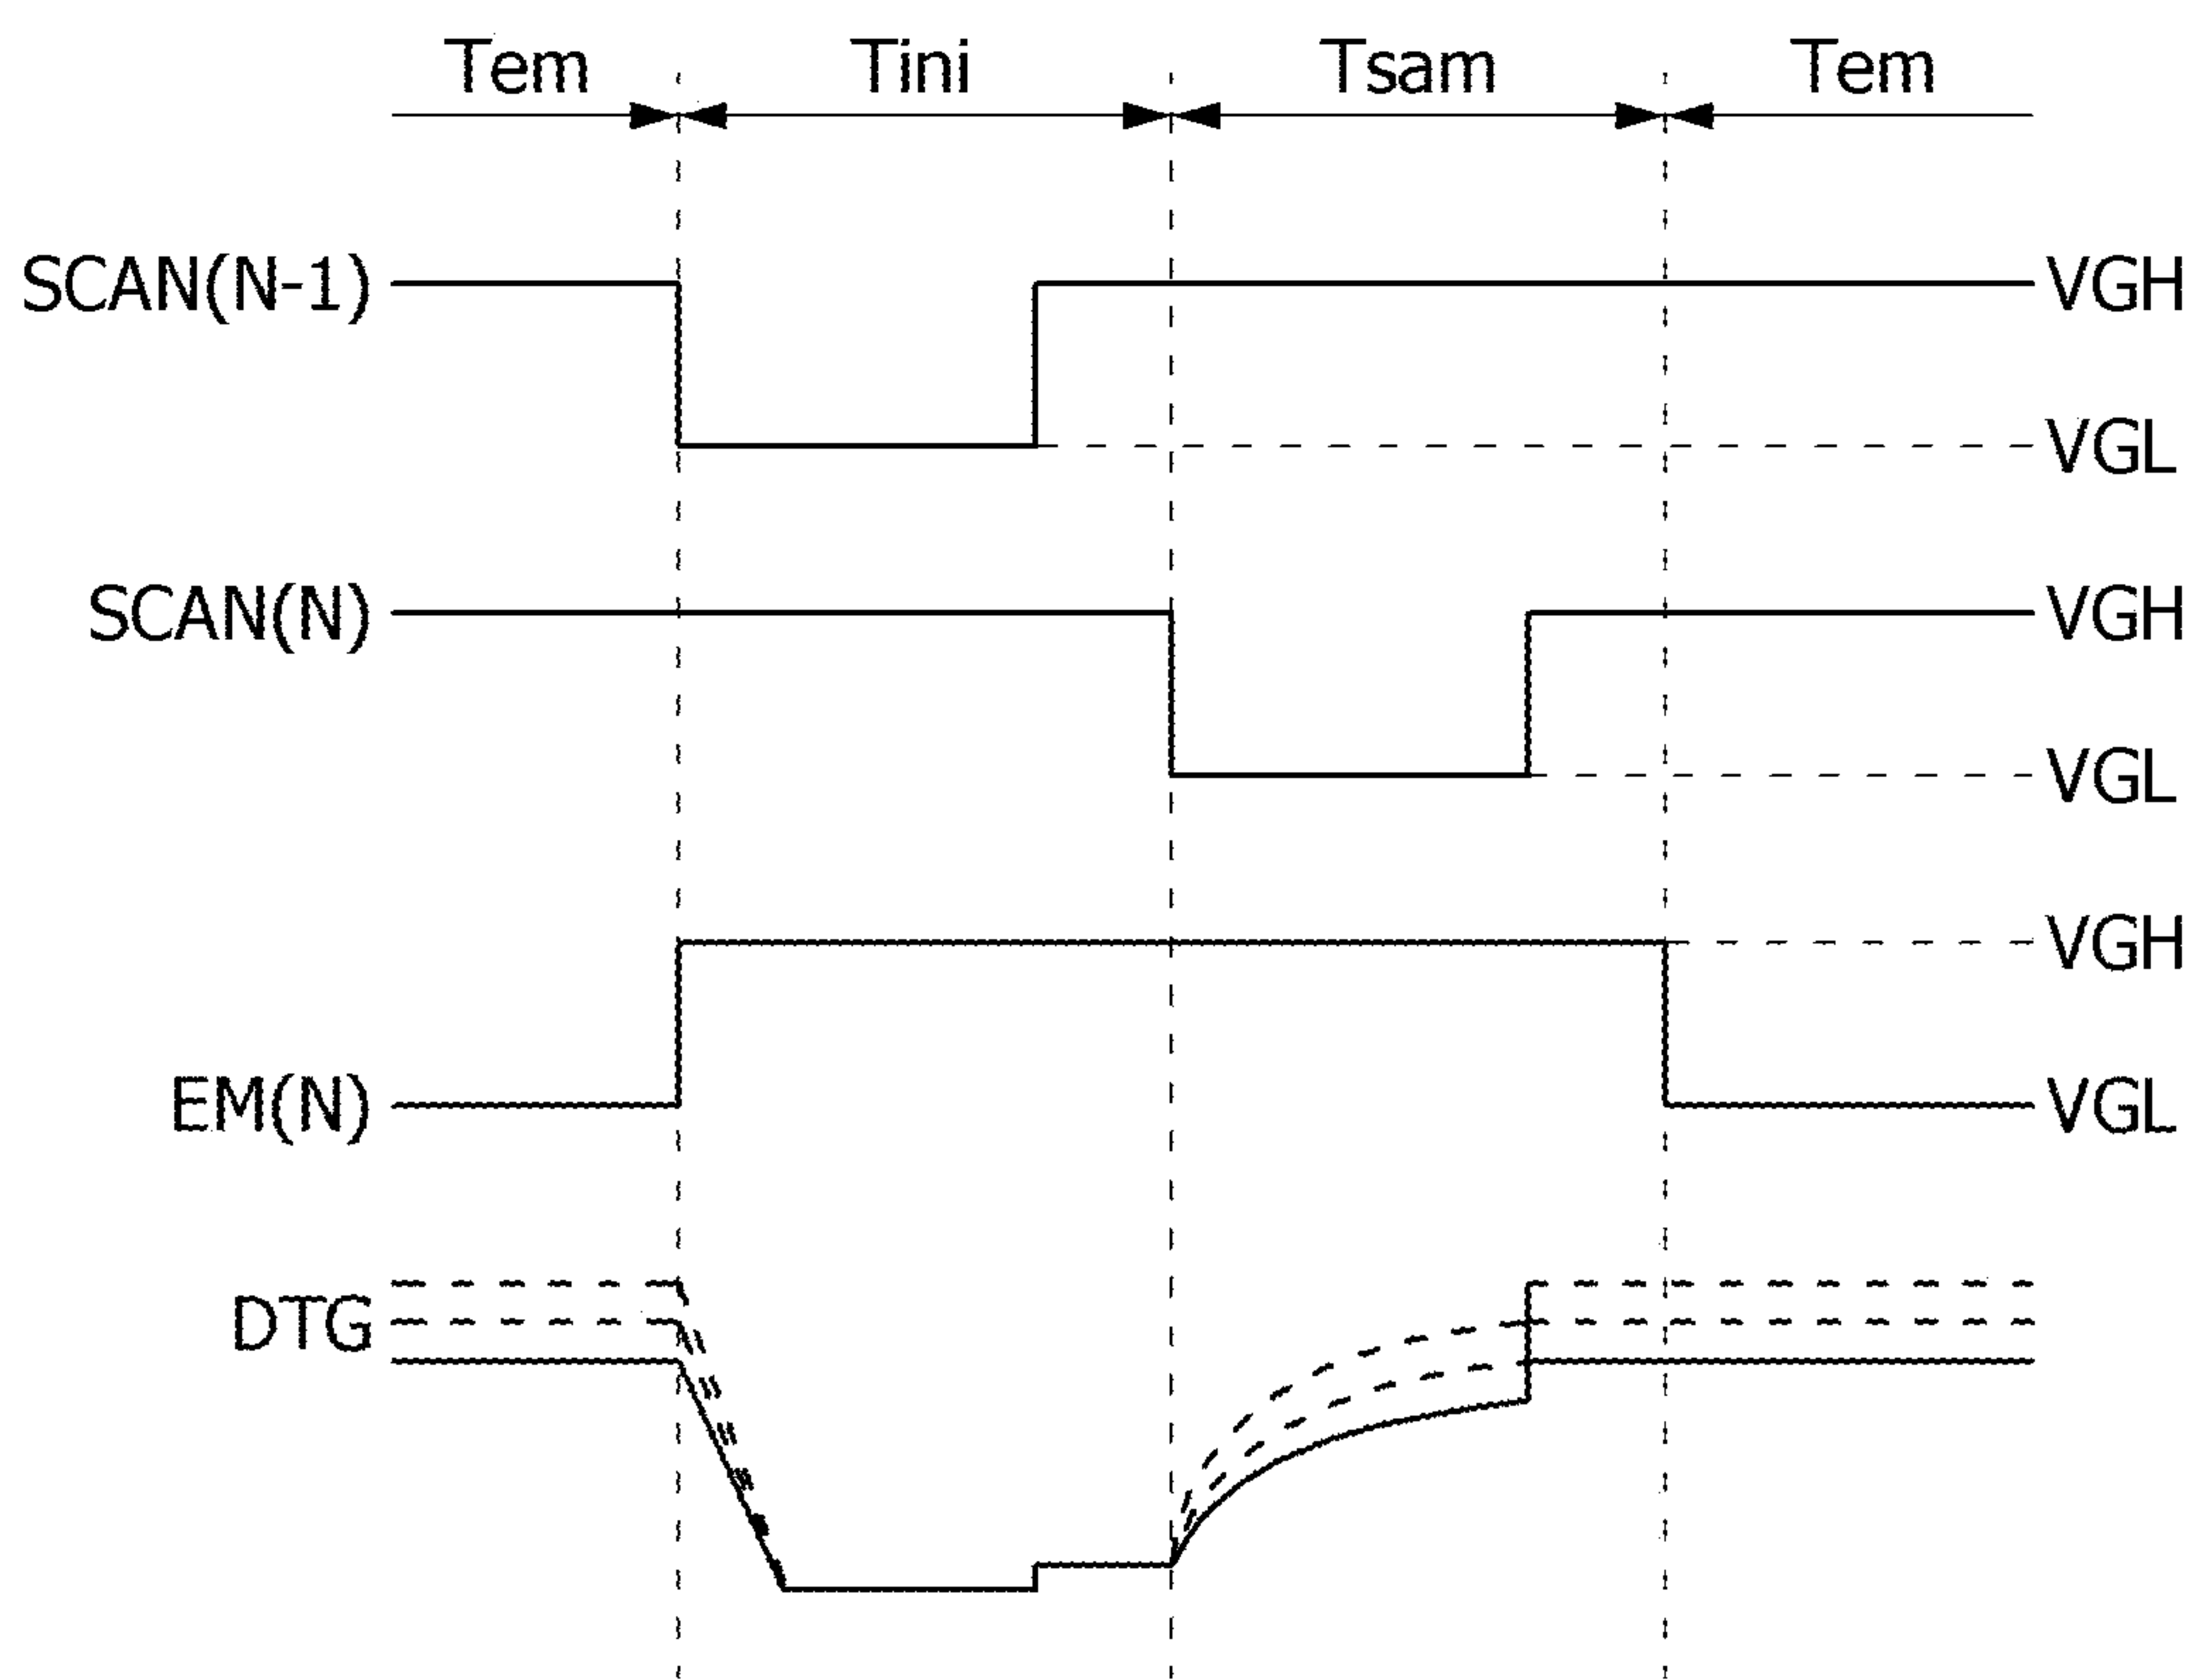 Tem Tini Tsam Tem
SCAN(N-1) VGH
VGL
SCAN(N) VGH
VGL
VGH
EM(N) VGL
DTG